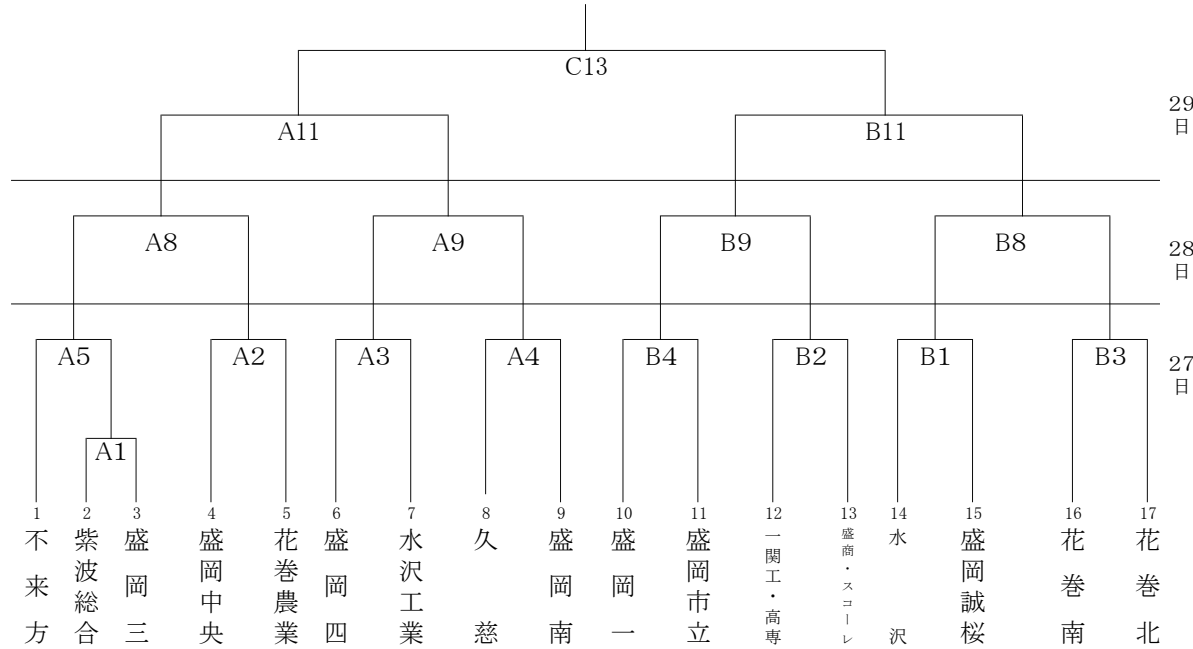 C13
29日
A11
B11
A8
A9
B9
B8
28日
A5
A2
A3
A4
B4
B2
B1
B3
27日
A1
1 不来方
2 紫波総合
3 盛岡三
4 盛岡中央
5 花巻農業
6 盛岡四
7 水沢工業
8 久慈
9 盛岡南
10 盛岡一
11 盛岡市立
12 一関工・高専
13 盛商・スコーレ
14 水沢
15 盛岡誠桜
16 花巻南
17 花巻北